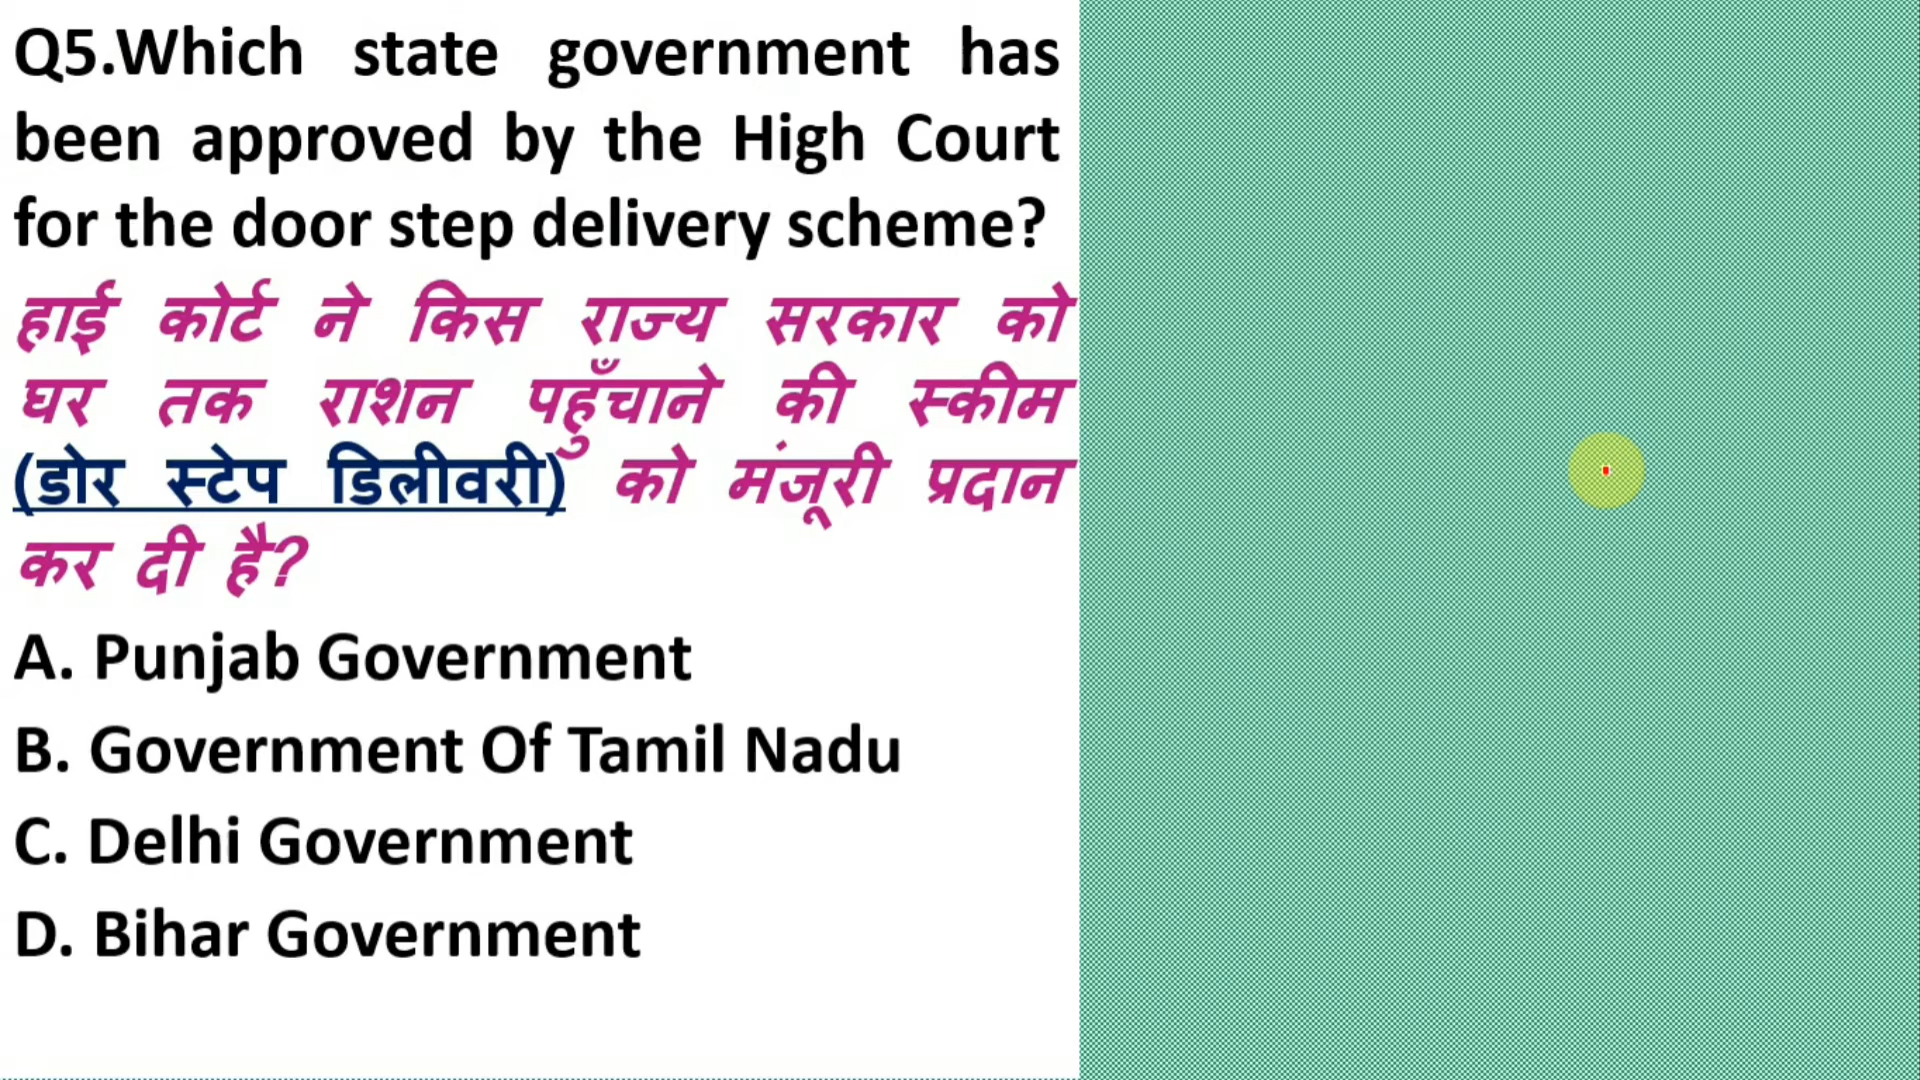 Q5.Which state government has
been approved by the High Court
for the door step delivery scheme?
हाई कोर्ट ने किस राज्य सरकार को
घर तक राशन पहुँचाने की स्कीम
(डोर स्टेप डिलीवरी) को मंजूरी प्रदान
कर दी है?
A. Punjab Government
B. Government Of Tamil Nadu
C. Delhi Government
D. Bihar Government